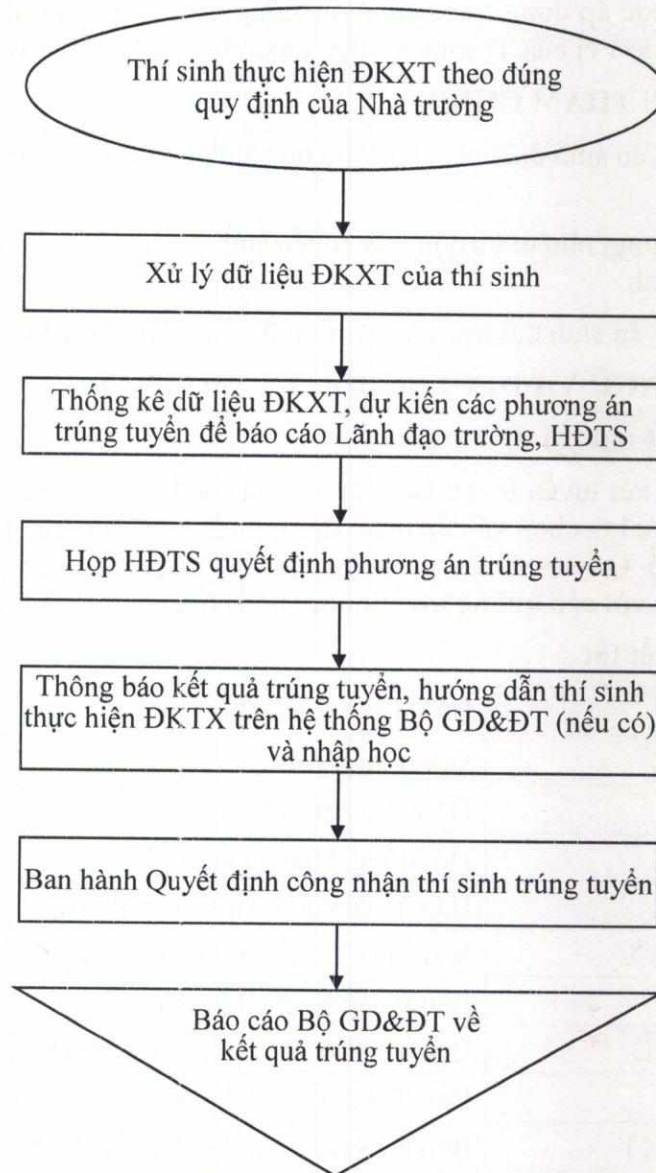 Thí sinh thực hiện ĐKXT theo đúng
quy định của Nhà trường
Xử lý dữ liệu ĐKXT của thí sinh
Thống kê dữ liệu ĐKXT, dự kiến các phương án
trúng tuyển để báo cáo Lãnh đạo trường, HĐTS
Họp HĐTS quyết định phương án trúng tuyển
Thông báo kết quả trúng tuyển, hướng dẫn thí sinh
thực hiện ĐKTX trên hệ thống Bộ GD&ĐT (nếu có)
và nhập học
Ban hành Quyết định công nhận thí sinh trúng tuyển
Báo cáo Bộ GD&ĐT về
kết quả trúng tuyển